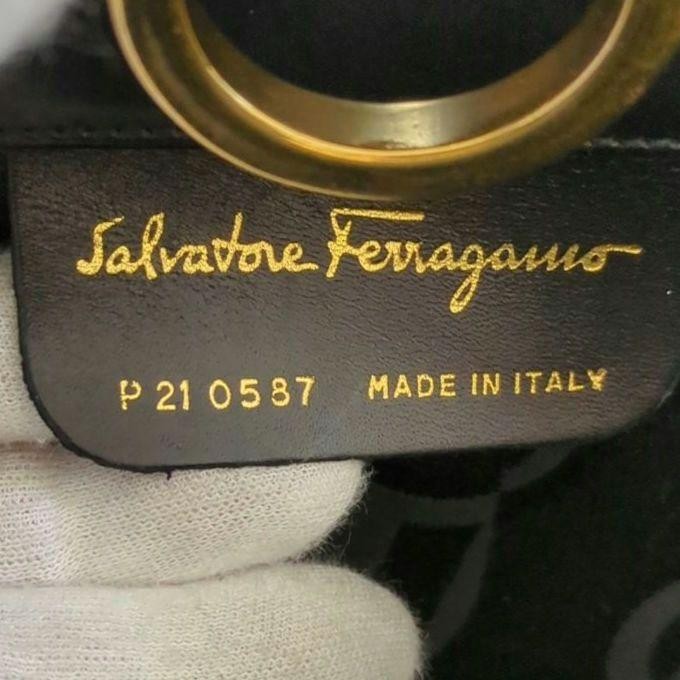 Salvatore Ferragamo
P 21 0587 MADE IN ITALY